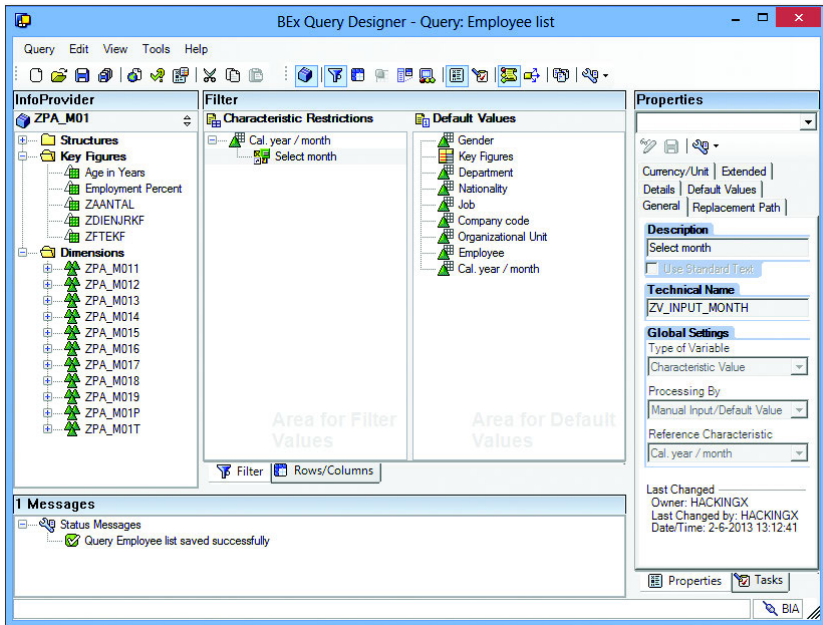 BEx Query Designer - Query: Employee list
Query Edit View Tools Help
InfoProvider
ZPA_M01
Structures
Key Figures
Age in Years
Employment Percent
ZAANTAL
ZDIENJRKF
ZFTEKF
Dimensions
ZPA_M011
ZPA_M012
ZPA_M013
ZPA_M014
ZPA_M015
ZPA_M016
ZPA_M017
ZPA_M018
ZPA_M019
ZPA_M01P
ZPA_M01T
Filter
Characteristic Restrictions
Cal. year / month
Select month
Area for Filter
Values
Default Values
Gender
Key Figures
Department
Nationality
Job
Company code
Organizational Unit
Employee
Cal. year / month
Area for Default
Values
Filter Rows/Columns
Properties
Currency/Unit Extended
Details Default Values
General Replacement Path
Description
Select month
Use Standard Text
Technical Name
ZV_INPUT_MONTH
Global Settings
Type of Variable
Characteristic Value
Processing By
Manual Input/Default Value
Reference Characteristic
Cal. year / month
Last Changed
Owner: HACKINGX
Last Changed by: HACKINGX
Date/Time: 2-6-2013 13:12:41
Properties Tasks
1 Messages
Status Messages
Query Employee list saved successfully
BIA